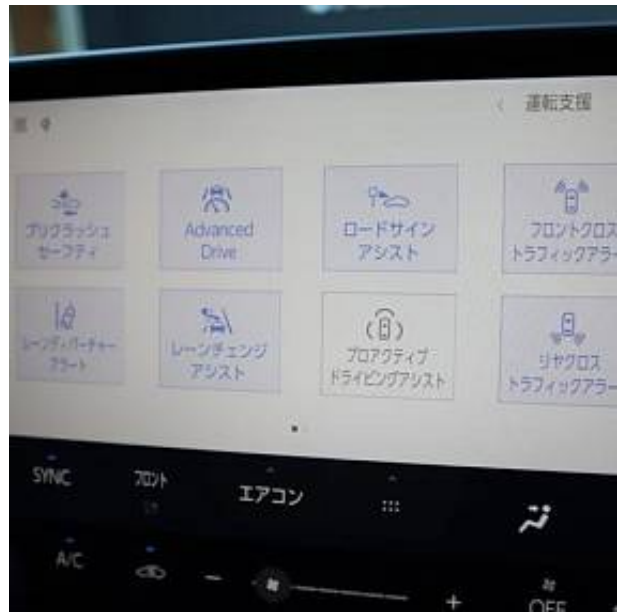 運転支援
プリクラッシュ
セーフティ
Advanced
Drive
ロードサイン
アシスト
フロントクロス
トラフィックアラー
レーンディパーチャー
アラート
レーンチェンジ
アシスト
プロアクティブ
ドライビングアシスト
リヤクロス
トラフィックアラー
SYNC
フロント
エアコン
A/C
OFF